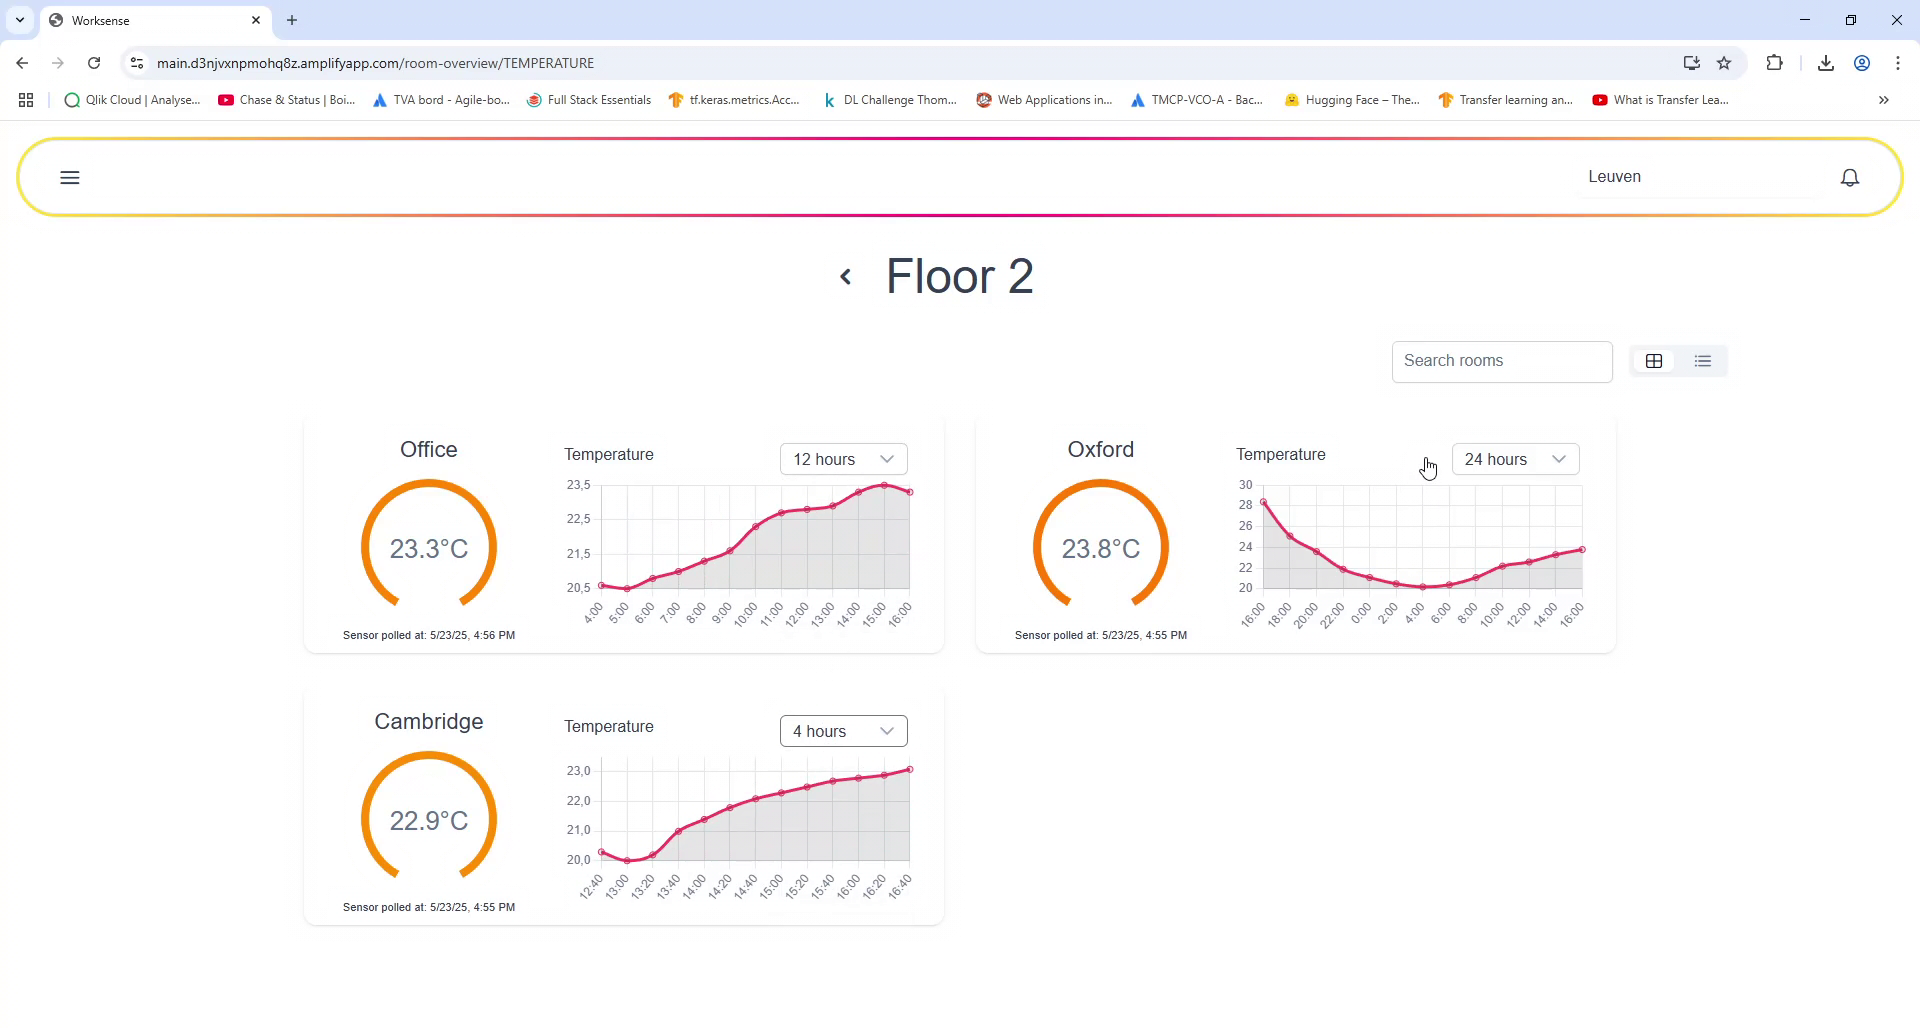 Worksense
main.d3njvxnpmohq8z.amplifyapp.com/room-overview/TEMPERATURE
Qlik Cloud | Analyse... Chase & Status | Boi... TVA bord - Agile-bo... Full Stack Essentials tf.keras.metrics.Acc... DL Challenge Thom... Web Applications in... TMCP-VCO-A - Bac... Hugging Face – The... Transfer learning an... What is Transfer Lea...
Leuven
Floor 2
Search rooms
Office
23.3°C
Sensor polled at: 5/23/25, 4:56 PM
Temperature
12 hours
23,5
22,5
21,5
20,5
4:00 5:00 6:00 7:00 8:00 9:00 10:00 11:00 12:00 13:00 14:00 15:00 16:00
Oxford
23.8°C
Sensor polled at: 5/23/25, 4:55 PM
Temperature
24 hours
30
28
26
24
22
20
16:00 18:00 20:00 22:00 0:00 2:00 4:00 6:00 8:00 10:00 12:00 14:00 16:00
Cambridge
22.9°C
Sensor polled at: 5/23/25, 4:55 PM
Temperature
4 hours
23,0
22,0
21,0
20,0
12:40 13:00 13:20 13:40 14:00 14:20 14:40 15:00 15:20 15:40 16:00 16:20 16:40